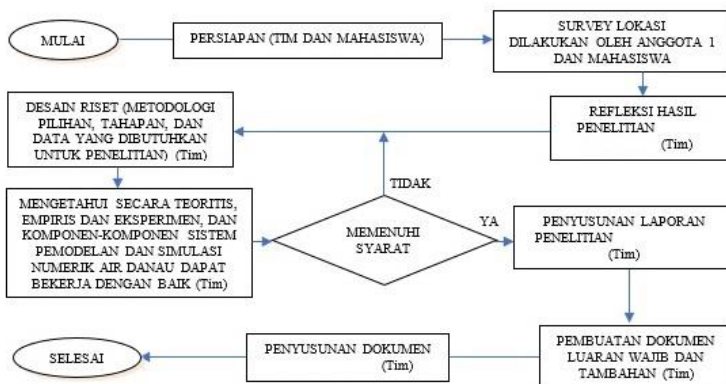 MULAI
PERSIAPAN (TIM DAN MAHASISWA)
SURVEY LOKASI
DILAKUKAN OLEH ANGGOTA 1
DAN MAHASISWA
REFLEKSI HASIL
PENELITIAN
(Tim)
DESAIN RISET (METODOLOGI
PILIHAN, TAHAPAN, DAN
DATA YANG DIBUTUHKAN
UNTUK PENELITIAN) (Tim)
MENGETAHUI SECARA TEORITIS,
EMPIRIS DAN EKSPERIMEN, DAN
KOMPONEN-KOMPONEN SISTEM
PEMODELAN DAN SIMULASI
NUMERIK AIR DANAU DAPAT
BEKERJA DENGAN BAIK (Tim)
TIDAK
MEMENUHI
SYARAT
YA
PENYUSUNAN LAPORAN
PENELITIAN
(Tim)
PEMBUATAN DOKUMEN
LUARAN WAJIB DAN
TAMBAHAN (Tim)
PENYUSUNAN DOKUMEN
(Tim)
SELESAI